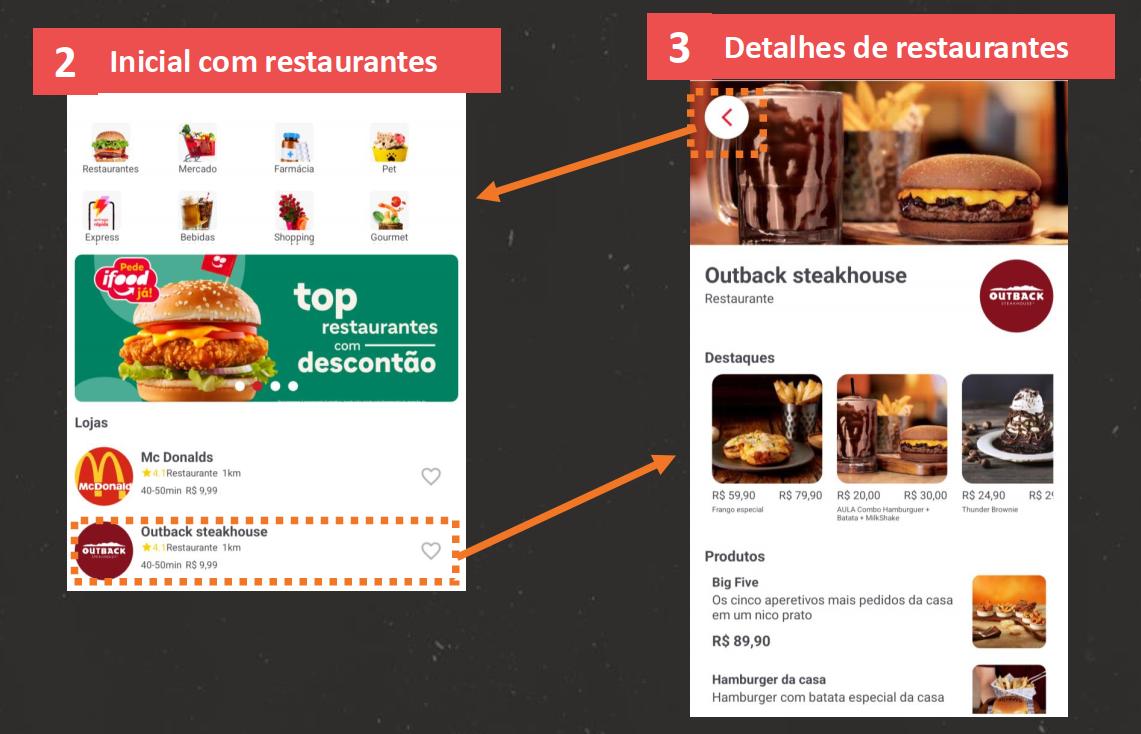 2 Inicial com restaurantes
Restaurantes
Mercado
Farmácia
Pet
entrega
rápida
Express
Bebidas
Shopping
Gourmet
Pede
ifood
já!
top
restaurantes
com
descontão
Lojas
McDonald
Mc Donalds
4.1 Restaurante 1km
40-50min R$ 9,99
OUTBACK
STEAKHOUSE
Outback steakhouse
4.1 Restaurante 1km
40-50min R$ 9,99
3 Detalhes de restaurantes
Outback steakhouse
Restaurante
OUTBACK
STEAKHOUSE
Destaques
R$ 59,90 R$ 79,90
Frango especial
R$ 20,00 R$ 30,00
AULA Combo Hamburguer +
Batata + MilkShake
R$ 24,90 R$ 2
Thunder Brownie
Produtos
Big Five
Os cinco aperetivos mais pedidos da casa
em um nico prato
R$ 89,90
Hamburger da casa
Hamburger com batata especial da casa